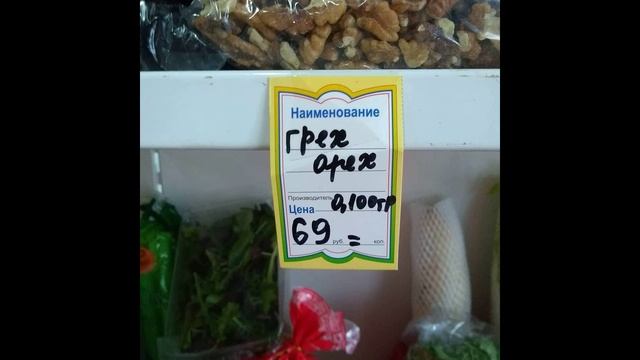 Наименование
грех
орех
Производитель 0,100гр
Цена
69 руб = коп.